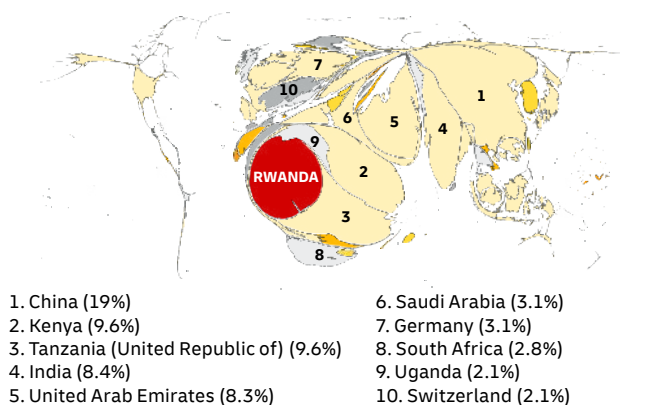 7
10
1
6
5
4
9
RWANDA
2
3
8
1. China (19%)
2. Kenya (9.6%)
3. Tanzania (United Republic of) (9.6%)
4. India (8.4%)
5. United Arab Emirates (8.3%)
6. Saudi Arabia (3.1%)
7. Germany (3.1%)
8. South Africa (2.8%)
9. Uganda (2.1%)
10. Switzerland (2.1%)